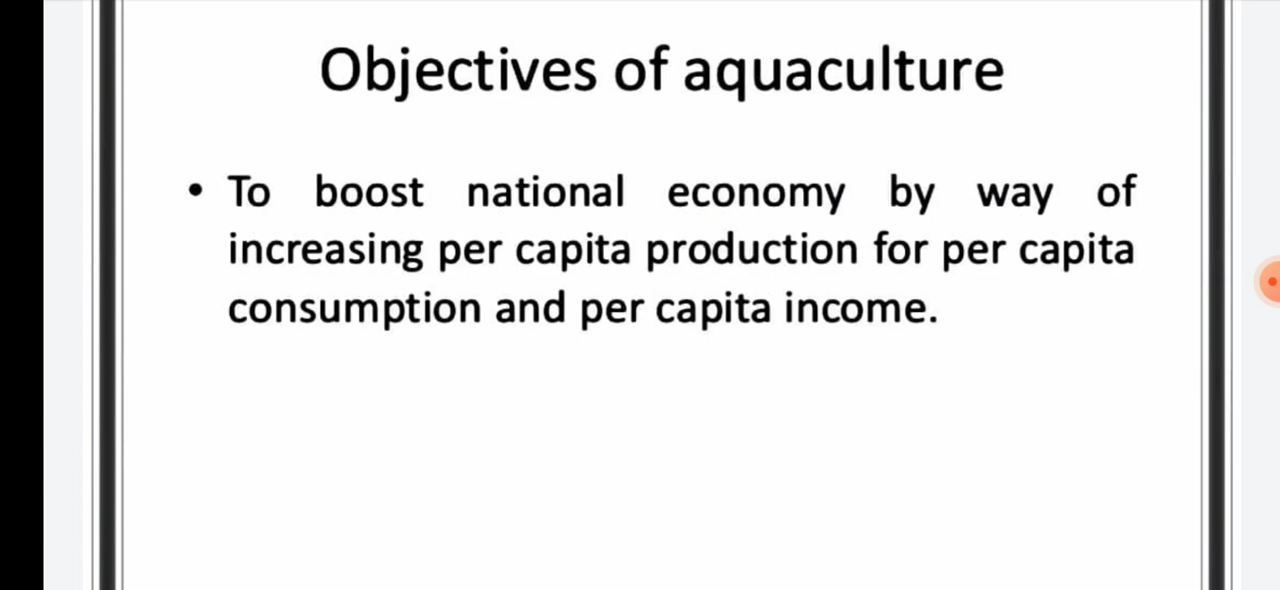 Objectives of aquaculture
• To boost national economy by way of
increasing per capita production for per capita
consumption and per capita income.